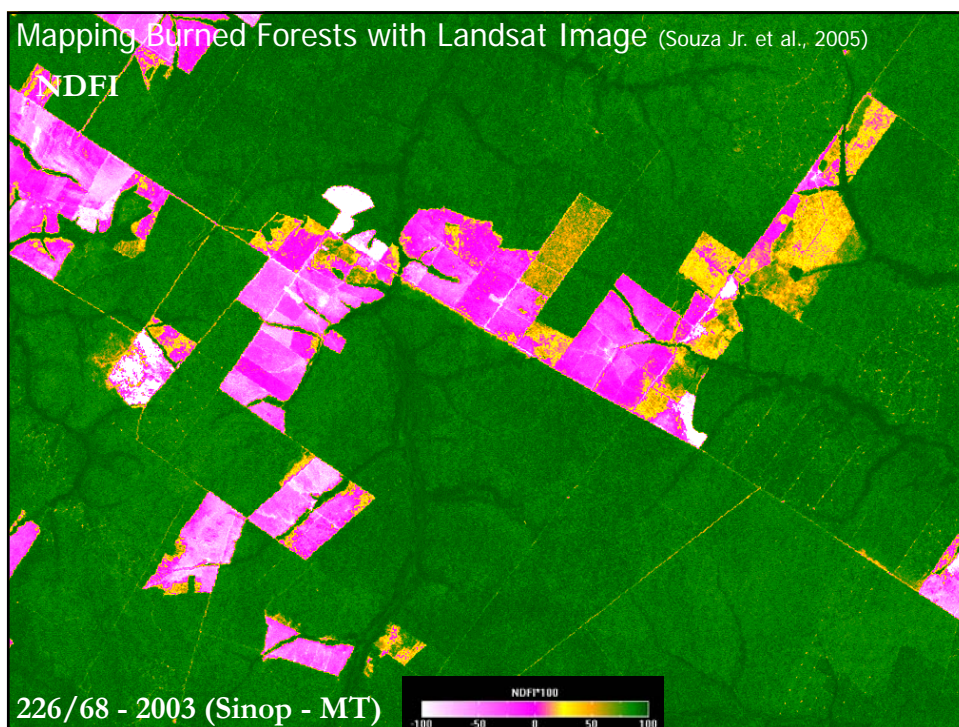 Mapping Burned Forests with Landsat Image (Souza Jr. et al., 2005)
NDFI
226/68 - 2003 (Sinop - MT)
NDFI*100
-100 -50 0 50 100